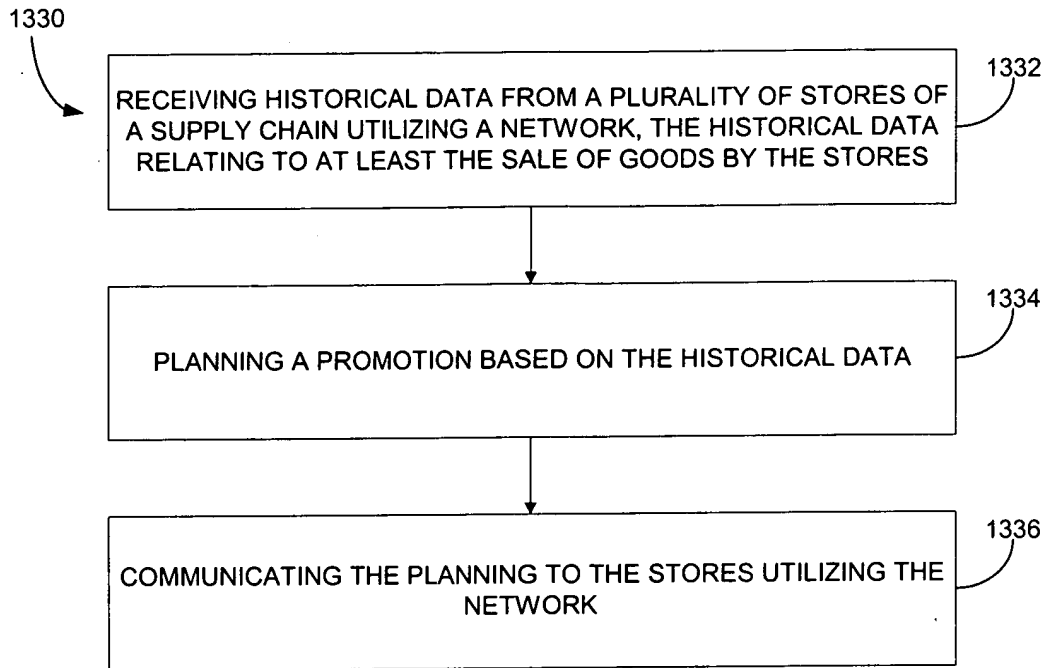 1330
1332
RECEIVING HISTORICAL DATA FROM A PLURALITY OF STORES OF
A SUPPLY CHAIN UTILIZING A NETWORK, THE HISTORICAL DATA
RELATING TO AT LEAST THE SALE OF GOODS BY THE STORES
1334
PLANNING A PROMOTION BASED ON THE HISTORICAL DATA
1336
COMMUNICATING THE PLANNING TO THE STORES UTILIZING THE
NETWORK